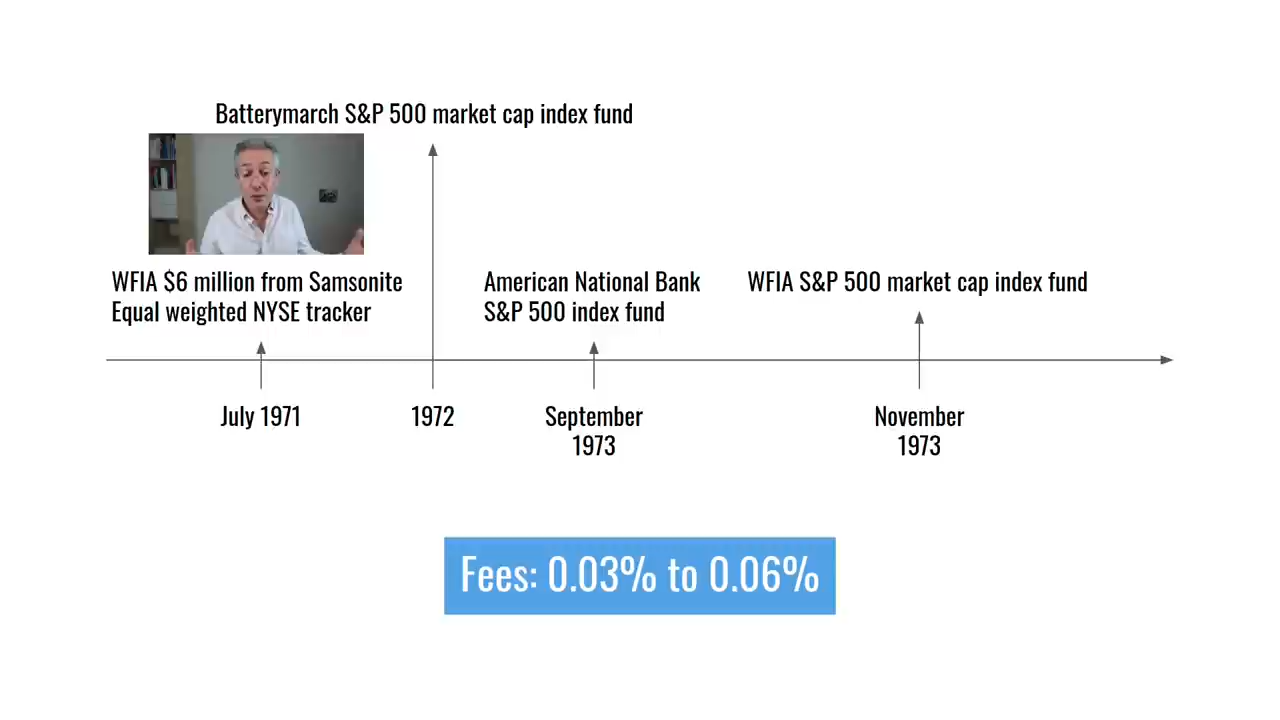 Batterymarch S&P 500 market cap index fund
WFIA $6 million from Samsonite
Equal weighted NYSE tracker
American National Bank
S&P 500 index fund
WFIA S&P 500 market cap index fund
July 1971
1972
September
1973
November
1973
Fees: 0.03% to 0.06%